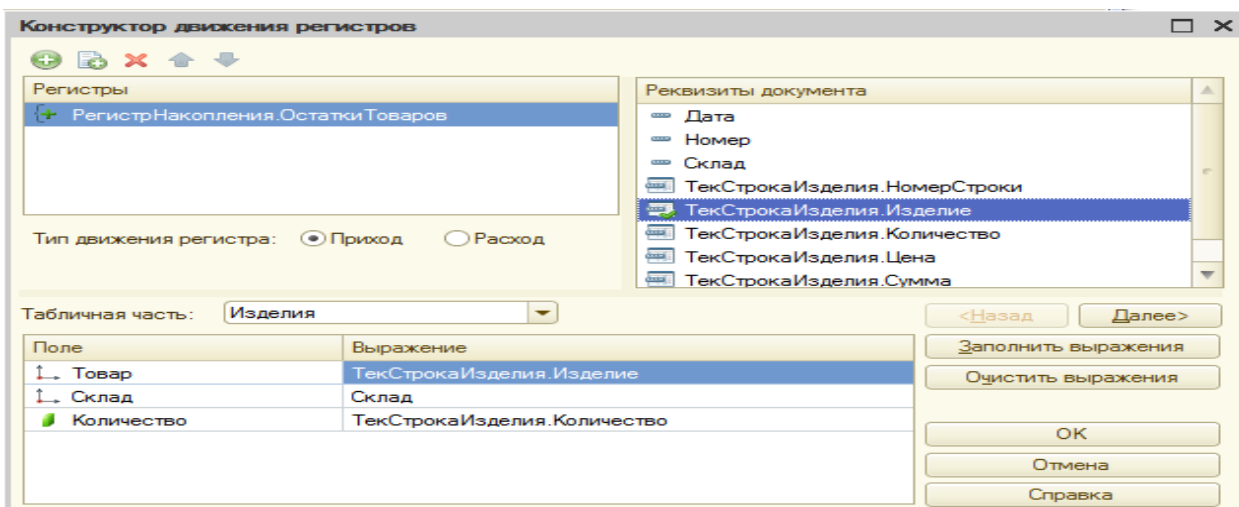 Конструктор движения регистров
Регистры
РегистрНакопления.ОстаткиТоваров
Тип движения регистра: Приход Расход
Реквизиты документа
Дата
Номер
Склад
ТекСтрокаИзделия.НомерСтроки
ТекСтрокаИзделия.Изделие
ТекСтрокаИзделия.Количество
ТекСтрокаИзделия.Цена
ТекСтрокаИзделия.Сумма
Табличная часть: Изделия
<Назад Далее>
Поле Выражение
Товар ТекСтрокаИзделия.Изделие
Склад Склад
Количество ТекСтрокаИзделия.Количество
Заполнить выражения
Очистить выражения
ОК
Отмена
Справка